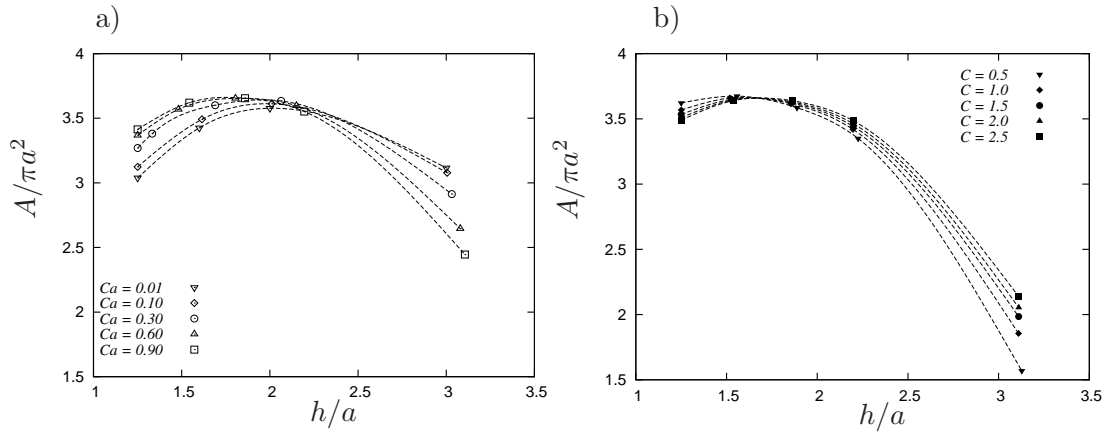 a)
A/πa²
4
3.5
3
2.5
2
1.5
Ca = 0.01
Ca = 0.10
Ca = 0.30
Ca = 0.60
Ca = 0.90
1 1.5 2 2.5 3 3.5
h/a
b)
A/πa²
4
3.5
3
2.5
2
1.5
C = 0.5
C = 1.0
C = 1.5
C = 2.0
C = 2.5
1 1.5 2 2.5 3 3.5
h/a